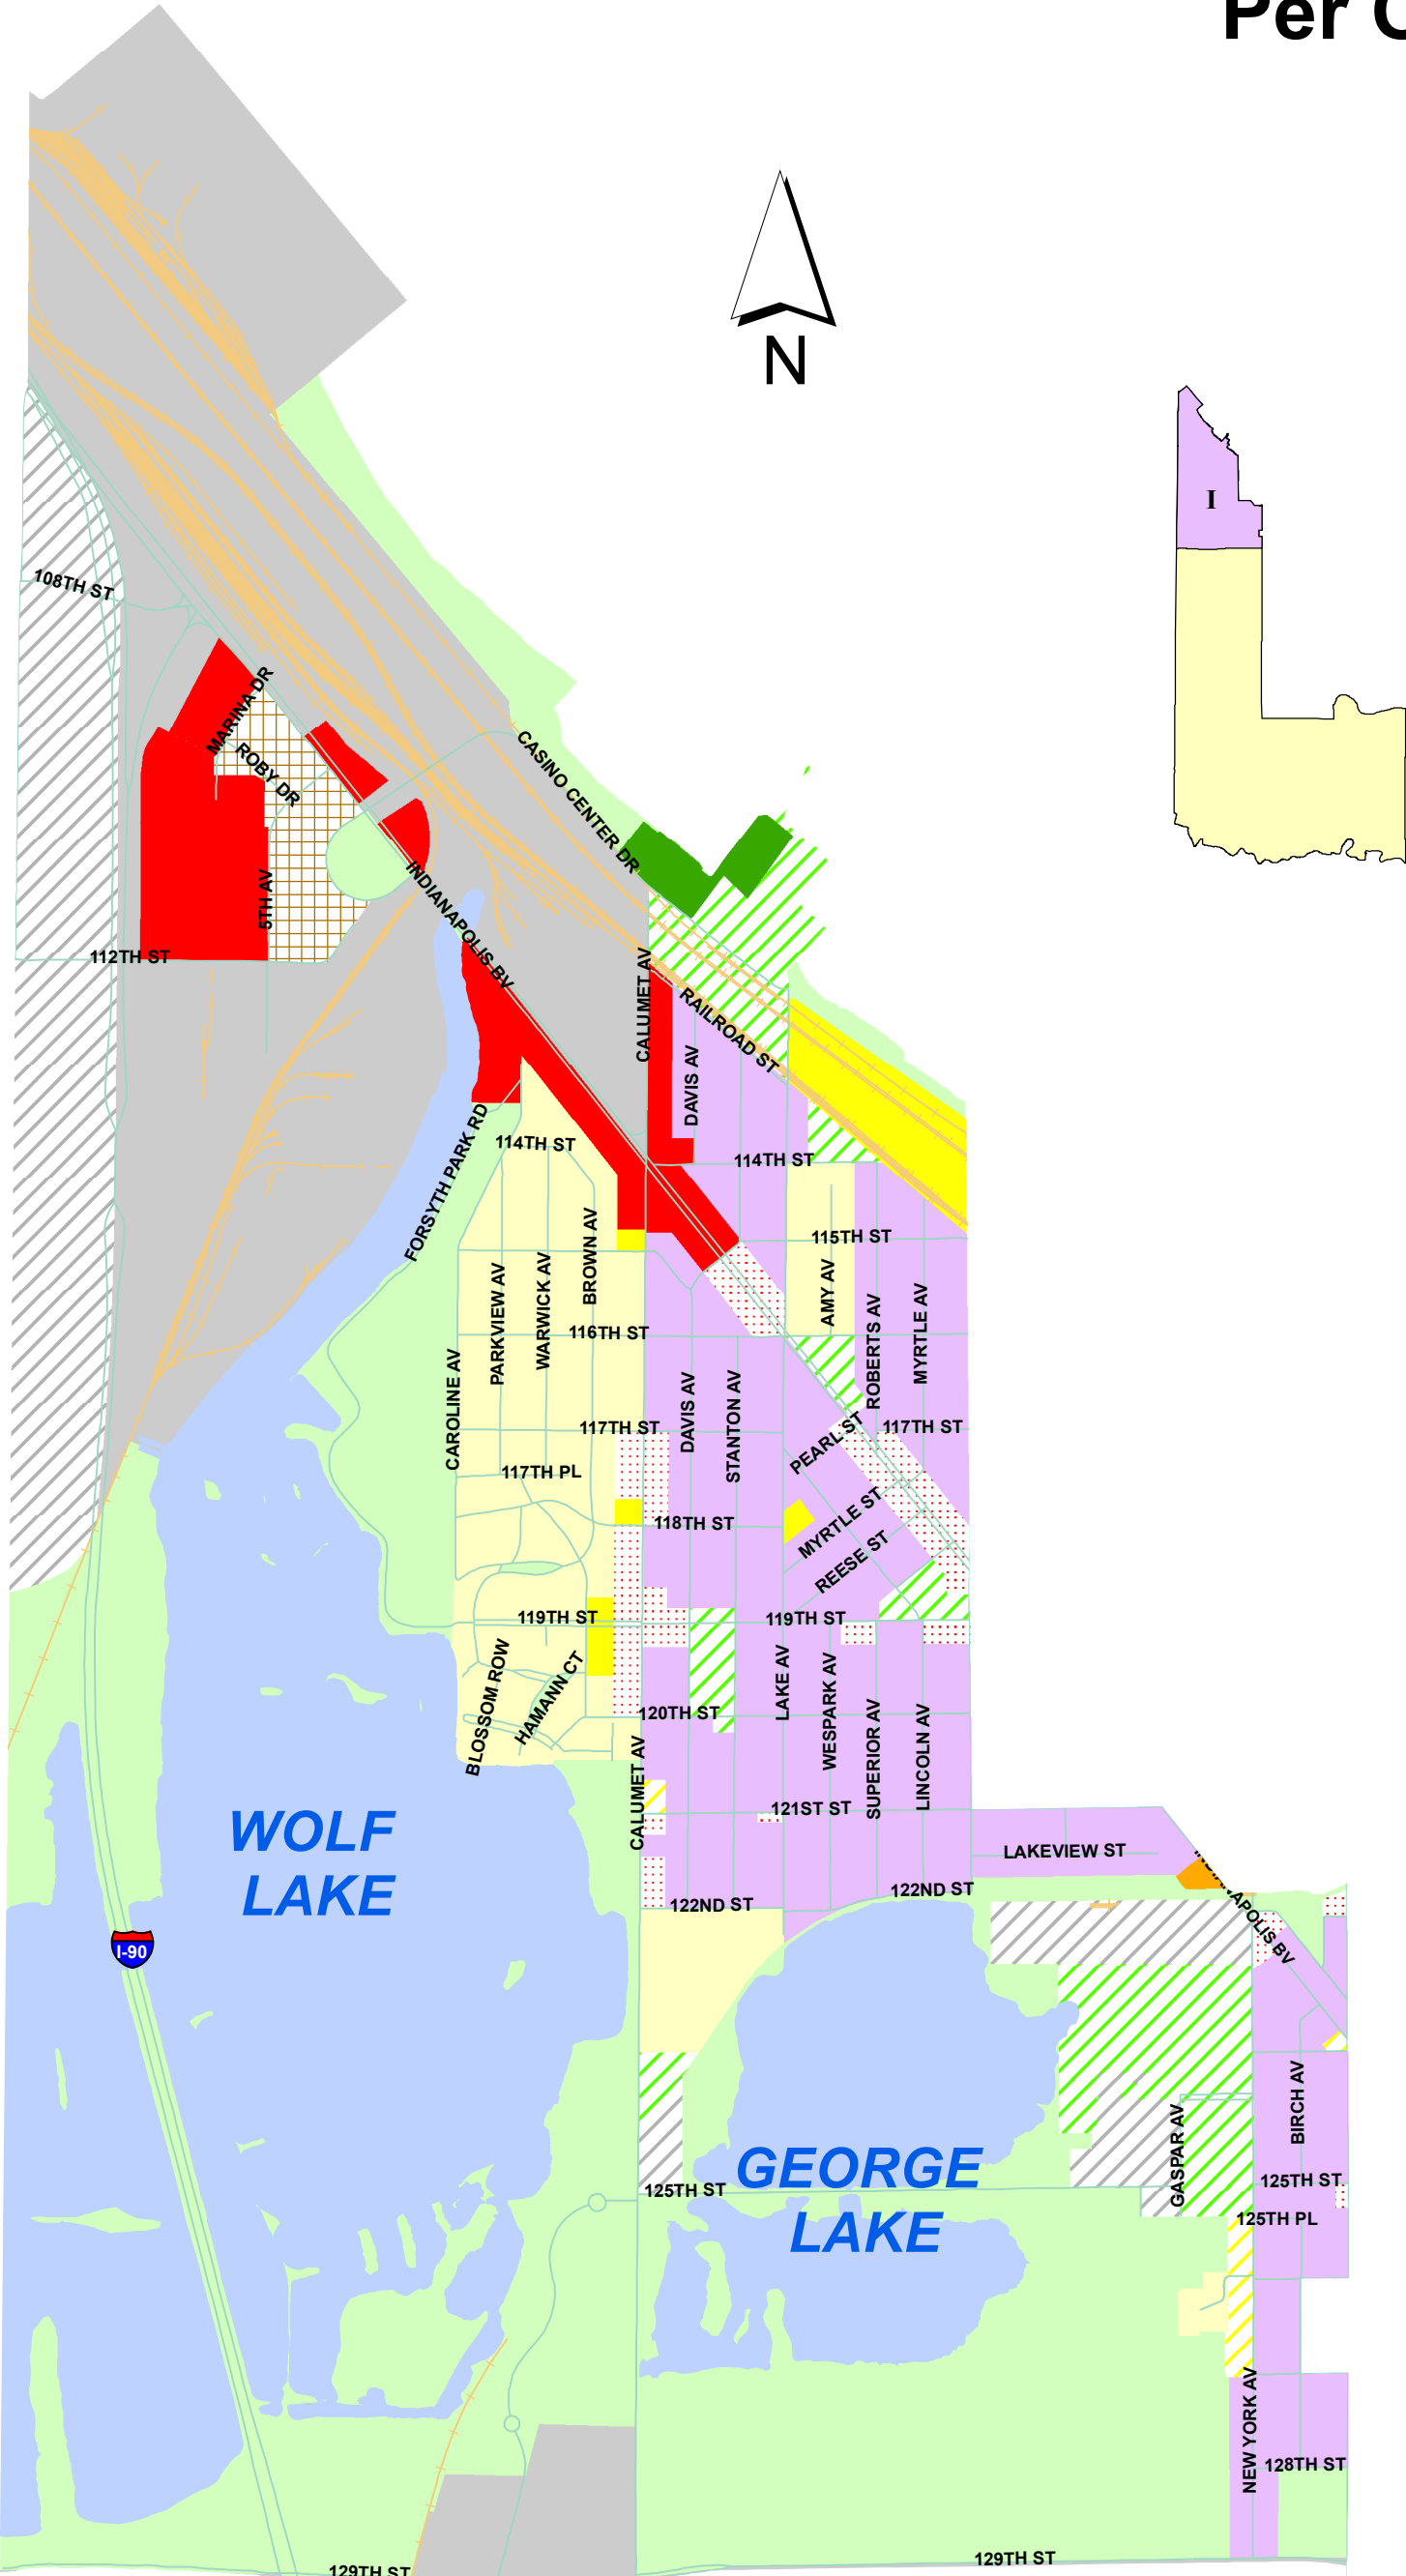 Per
N
I
108TH ST
MARINA DR
ROBY DR
CASINO CENTER DR
5TH AV
INDIANAPOLIS BV
112TH ST
CALUMET AV
RAILROAD ST
DAVIS AV
FORSYTH PARK RD
114TH ST
114TH ST
115TH ST
BROWN AV
AMY AV
PARKVIEW AV
WARWICK AV
116TH ST
ROBERTS AV
MYRTLE AV
CAROLINE AV
DAVIS AV
STANTON AV
117TH ST
PEARL ST
117TH ST
117TH PL
118TH ST
MYRTLE ST
REESE ST
119TH ST
119TH ST
BLOSSOM ROW
HAMANN CT
LAKE AV
WESPARK AV
120TH ST
SUPERIOR AV
LINCOLN AV
CALUMET AV
121ST ST
WOLF
LAKE
LAKEVIEW ST
122ND ST
122ND ST
INDIANAPOLIS BV
I-90
BIRCH AV
GASPAR AV
GEORGE
LAKE
125TH ST
125TH ST
125TH PL
NEW YORK AV
128TH ST
129TH ST
129TH ST